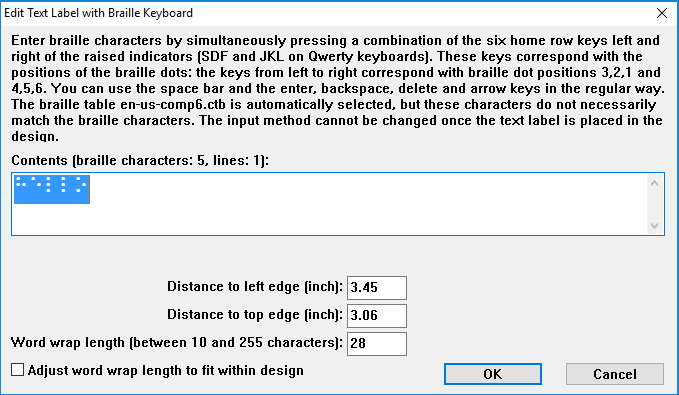 Edit Text Label with Braille Keyboard
Enter braille characters by simultaneously pressing a combination of the six home row keys left and
right of the raised indicators (SDF and JKL on Qwerty keyboards). These keys correspond with the
positions of the braille dots: the keys from left to right correspond with braille dot positions 3,2,1 and
4,5,6. You can use the space bar and the enter, backspace, delete and arrow keys in the regular way.
The braille table en-us-comp6.ctb is automatically selected, but these characters do not necessarily
match the braille characters. The input method cannot be changed once the text label is placed in the
design.
Contents (braille characters: 5, lines: 1):
⠓⠑⠇⠇⠕
Distance to left edge (inch): 3.45
Distance to top edge (inch): 3.06
Word wrap length (between 10 and 255 characters): 28
Adjust word wrap length to fit within design
OK Cancel